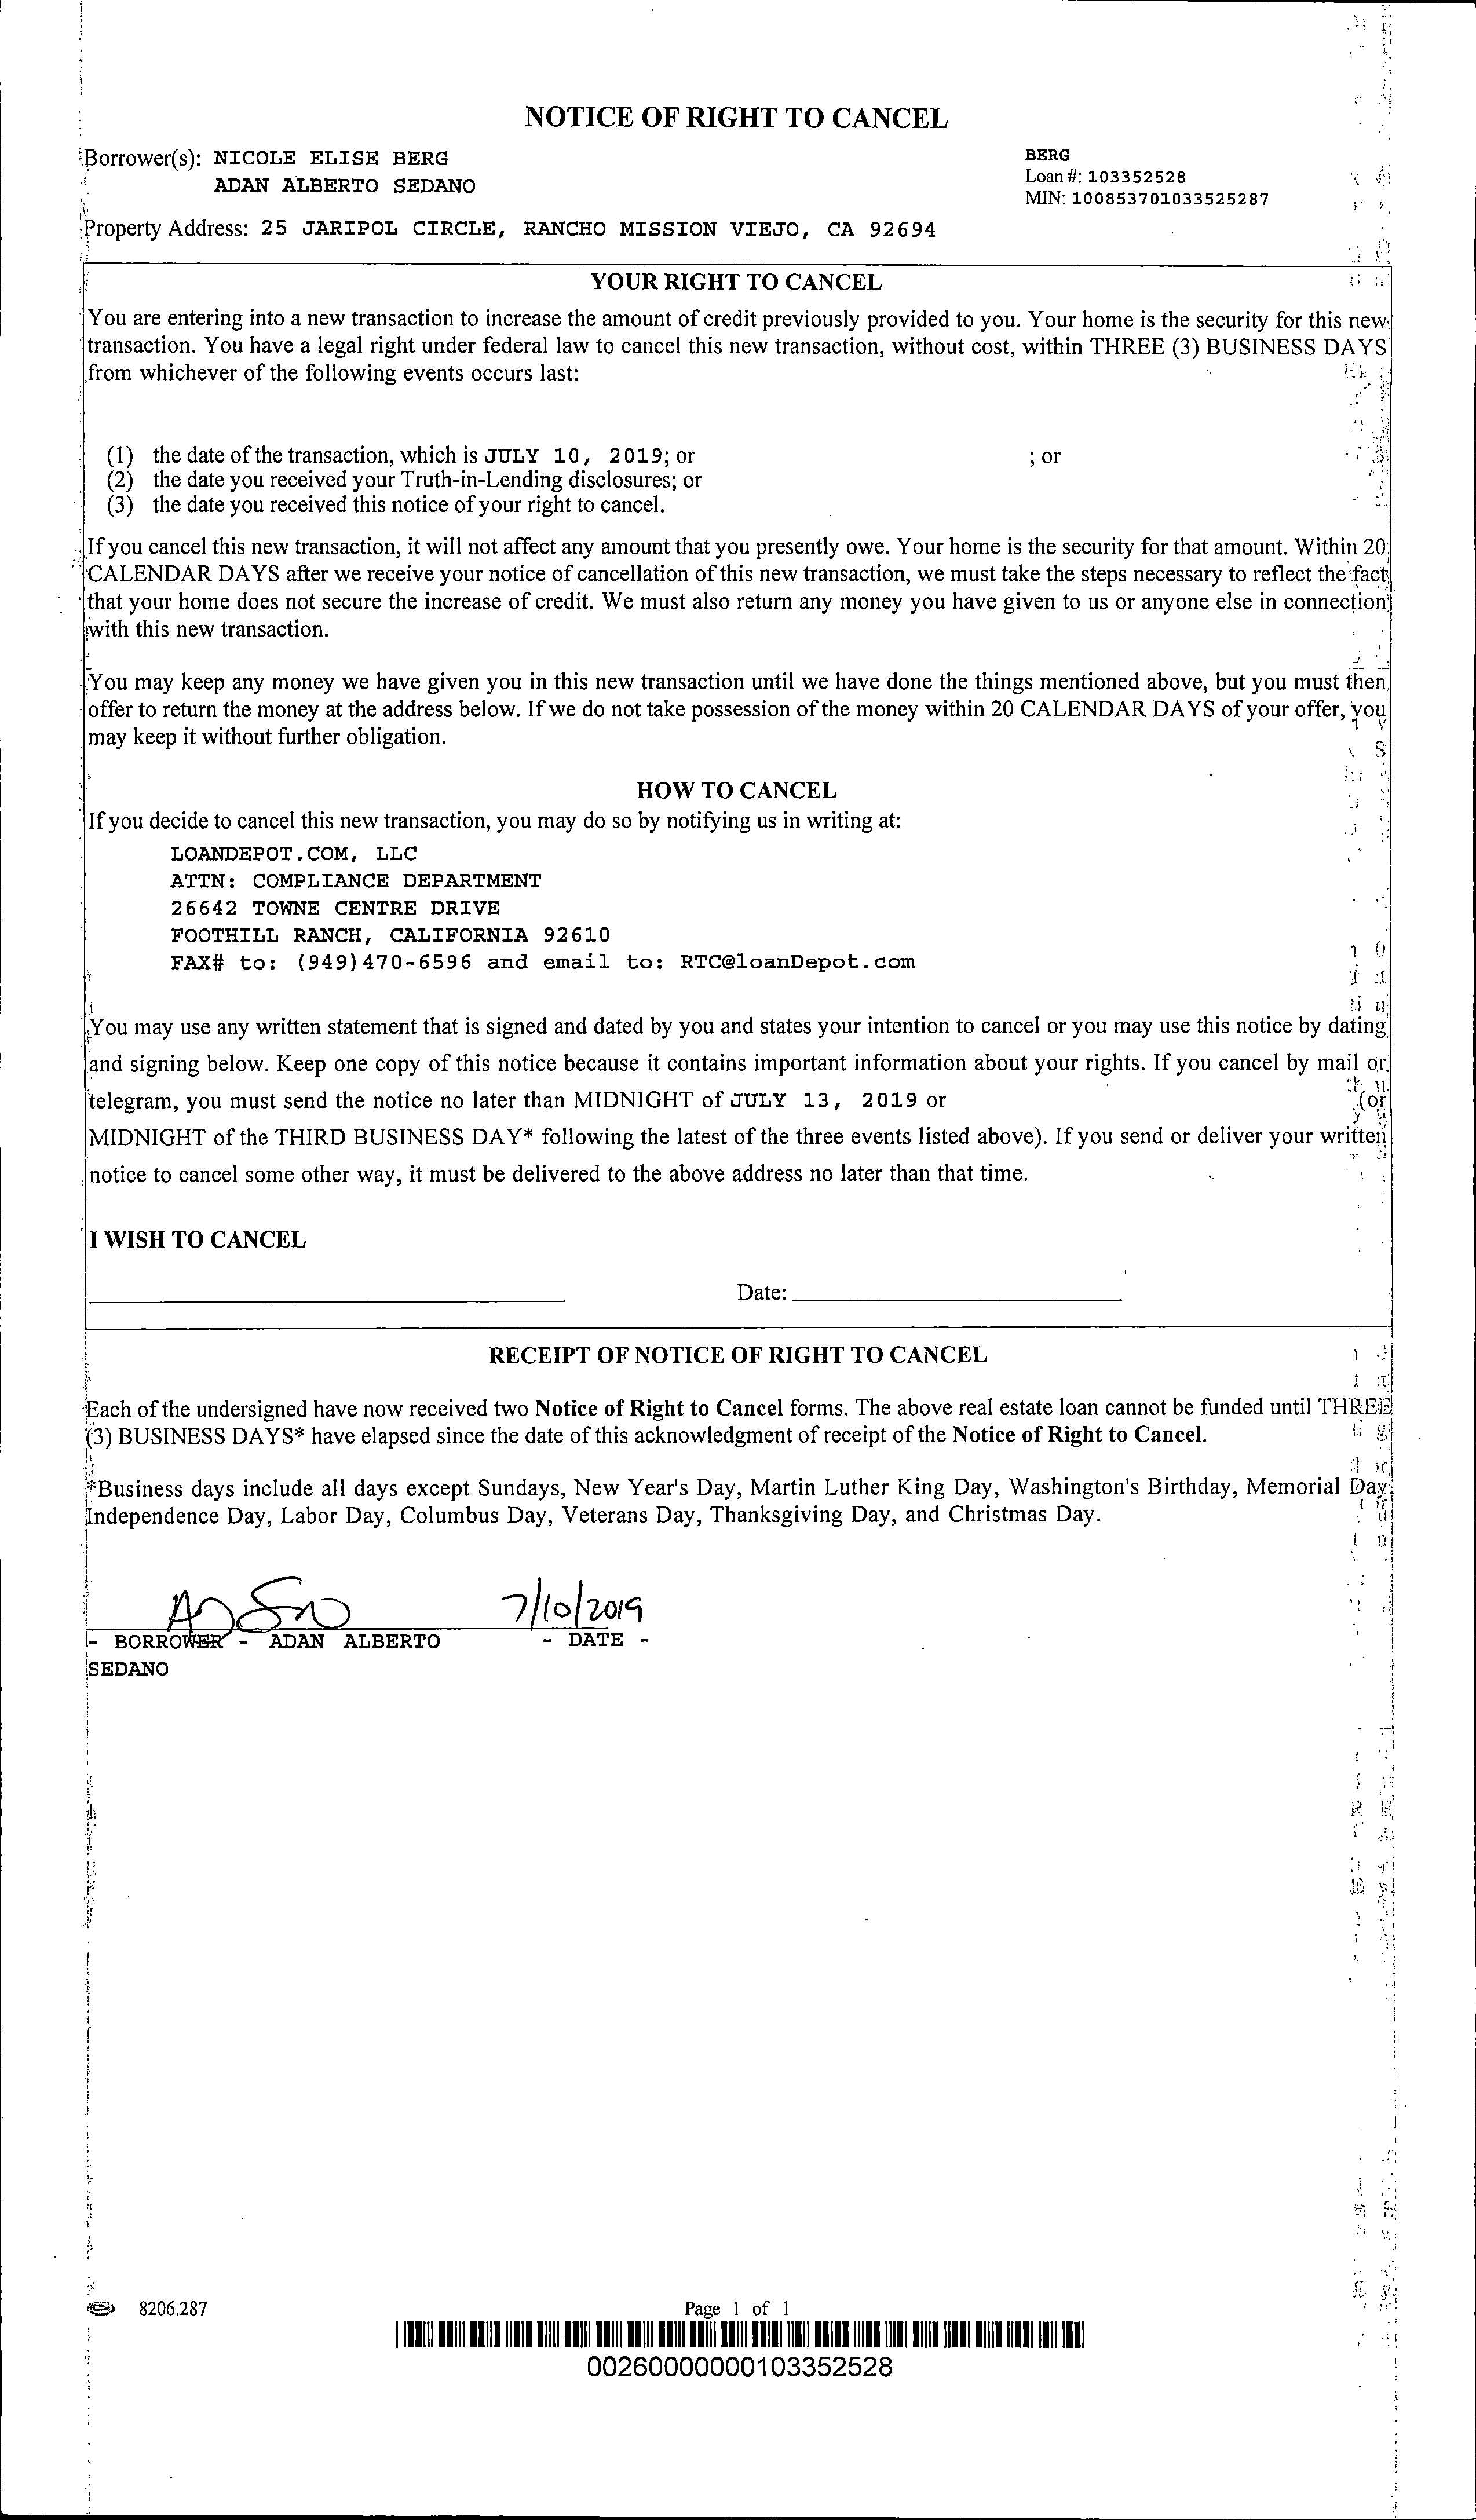 NOTICE OF RIGHT TO CANCEL
Borrower(s): NICOLE ELISE BERG
ADAN ALBERTO SEDANO
BERG
Loan #: 103352528
MIN: 100853701033525287
Property Address: 25 JARIPOL CIRCLE, RANCHO MISSION VIEJO, CA 92694
YOUR RIGHT TO CANCEL
You are entering into a new transaction to increase the amount of credit previously provided to you. Your home is the security for this new
transaction. You have a legal right under federal law to cancel this new transaction, without cost, within THREE (3) BUSINESS DAYS
from whichever of the following events occurs last:
(1) the date of the transaction, which is JULY 10, 2019; or ; or
(2) the date you received your Truth-in-Lending disclosures; or
(3) the date you received this notice of your right to cancel.
If you cancel this new transaction, it will not affect any amount that you presently owe. Your home is the security for that amount. Within 20
CALENDAR DAYS after we receive your notice of cancellation of this new transaction, we must take the steps necessary to reflect the fact
that your home does not secure the increase of credit. We must also return any money you have given to us or anyone else in connection
with this new transaction.
You may keep any money we have given you in this new transaction until we have done the things mentioned above, but you must then
offer to return the money at the address below. If we do not take possession of the money within 20 CALENDAR DAYS of your offer, you
may keep it without further obligation.
HOW TO CANCEL
If you decide to cancel this new transaction, you may do so by notifying us in writing at:
LOANDEPOT.COM, LLC
ATTN: COMPLIANCE DEPARTMENT
26642 TOWNE CENTRE DRIVE
FOOTHILL RANCH, CALIFORNIA 92610
FAX# to: (949)470-6596 and email to: RTC@loanDepot.com
You may use any written statement that is signed and dated by you and states your intention to cancel or you may use this notice by dating
and signing below. Keep one copy of this notice because it contains important information about your rights. If you cancel by mail or
telegram, you must send the notice no later than MIDNIGHT of JULY 13, 2019 or (or
MIDNIGHT of the THIRD BUSINESS DAY* following the latest of the three events listed above). If you send or deliver your written
notice to cancel some other way, it must be delivered to the above address no later than that time.
I WISH TO CANCEL
Date:
RECEIPT OF NOTICE OF RIGHT TO CANCEL
Each of the undersigned have now received two Notice of Right to Cancel forms. The above real estate loan cannot be funded until THREE
(3) BUSINESS DAYS* have elapsed since the date of this acknowledgment of receipt of the Notice of Right to Cancel.
*Business days include all days except Sundays, New Year's Day, Martin Luther King Day, Washington's Birthday, Memorial Day,
Independence Day, Labor Day, Columbus Day, Veterans Day, Thanksgiving Day, and Christmas Day.
7/10/2019
- BORROWER - ADAN ALBERTO - DATE -
SEDANO
8206.287
Page 1 of 1
00260000000103352528